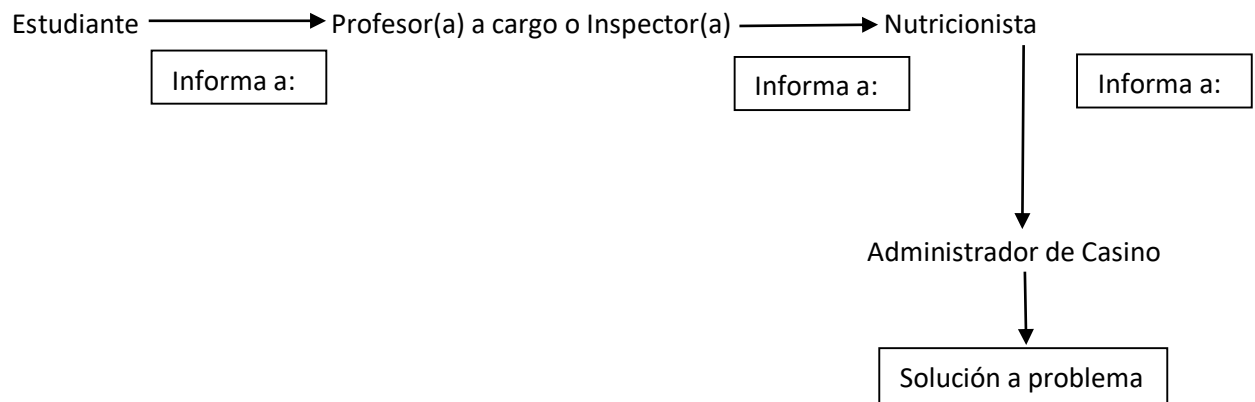 Estudiante Profesor(a) a cargo o Inspector(a) Nutricionista
Informa a: Informa a: Informa a:
Administrador de Casino
Solución a problema